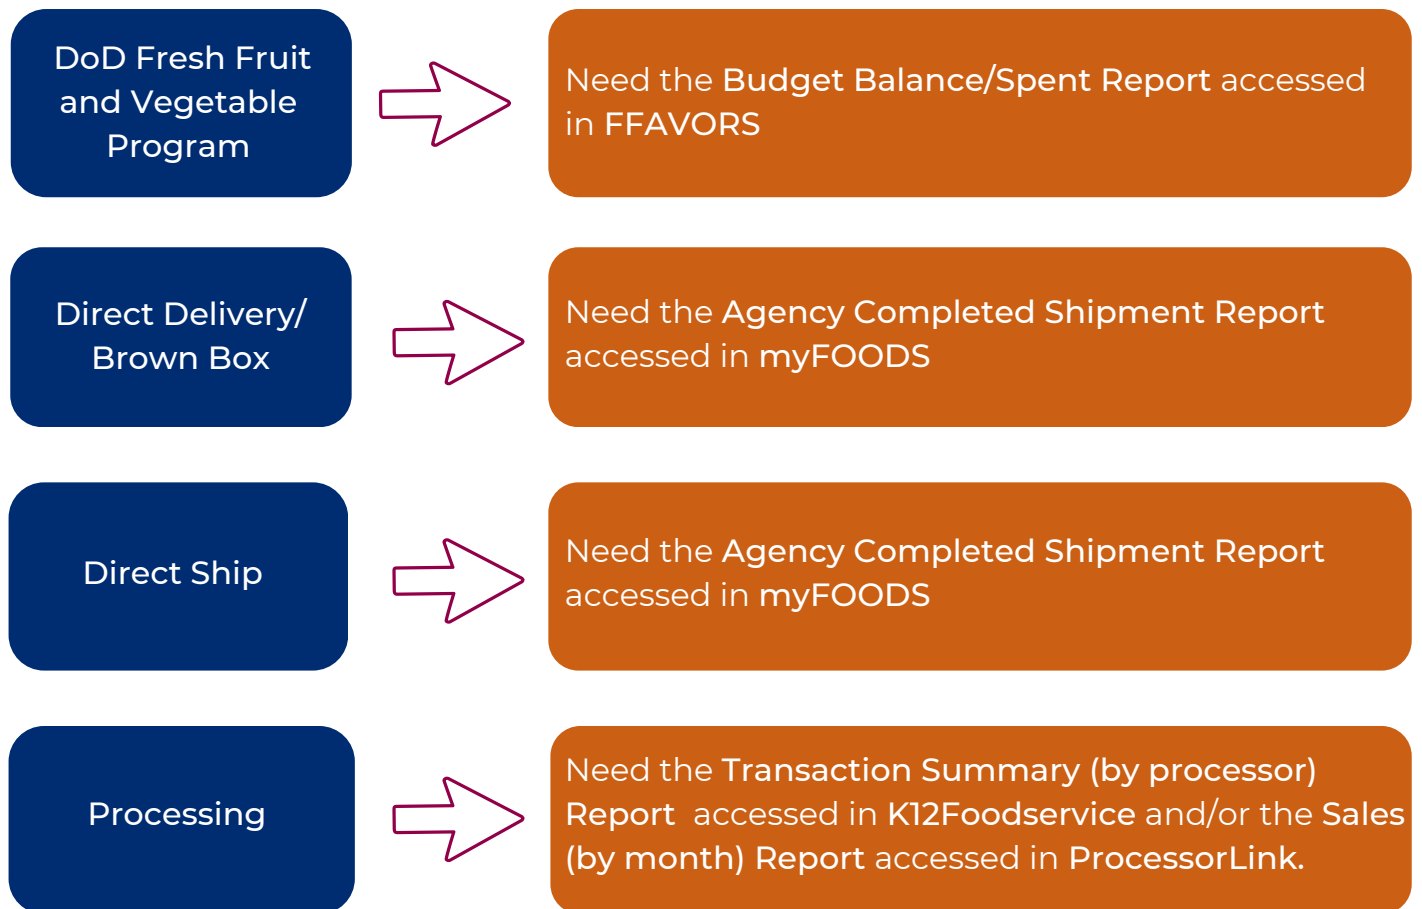 DoD Fresh Fruit
and Vegetable
Program
Need the Budget Balance/Spent Report accessed
in FFAVORS
Direct Delivery/
Brown Box
Need the Agency Completed Shipment Report
accessed in myFOODS
Direct Ship
Need the Agency Completed Shipment Report
accessed in myFOODS
Processing
Need the Transaction Summary (by processor)
Report accessed in K12Foodservice and/or the Sales
(by month) Report accessed in ProcessorLink.